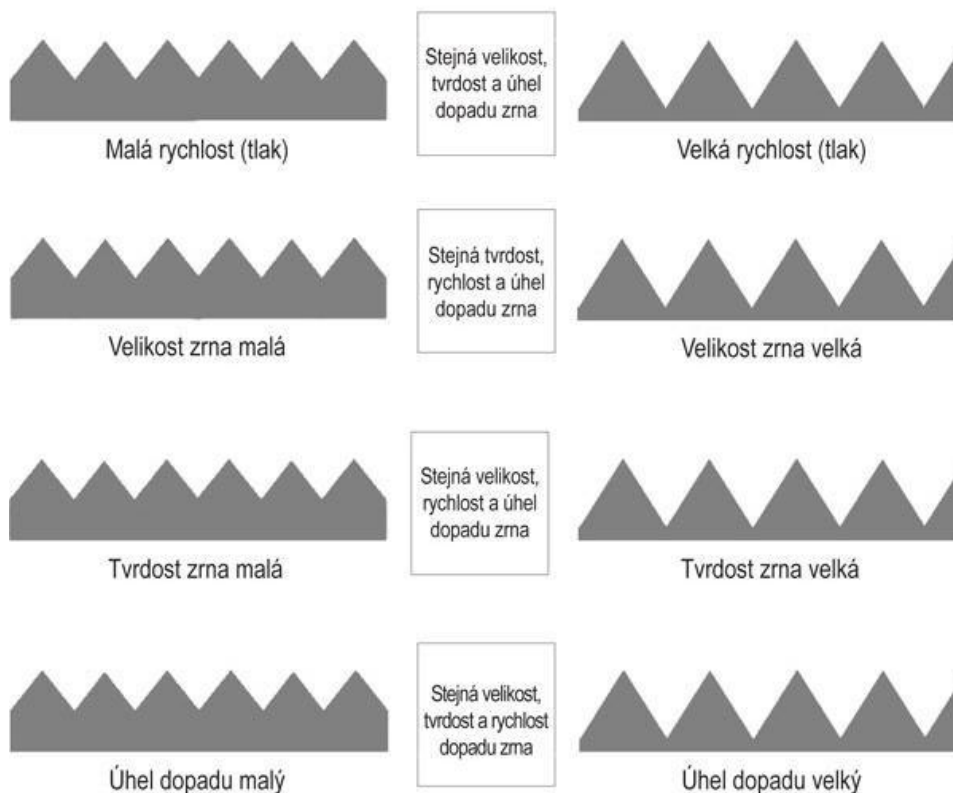 Stejná velikost,
tvrdost a úhel
dopadu zrna
Malá rychlost (tlak)
Velká rychlost (tlak)
Stejná tvrdost,
rychlost a úhel
dopadu zrna
Velikost zrna malá
Velikost zrna velká
Stejná velikost,
rychlost a úhel
dopadu zrna
Tvrdost zrna malá
Tvrdost zrna velká
Stejná velikost,
tvrdost a rychlost
dopadu zrna
Úhel dopadu malý
Úhel dopadu velký